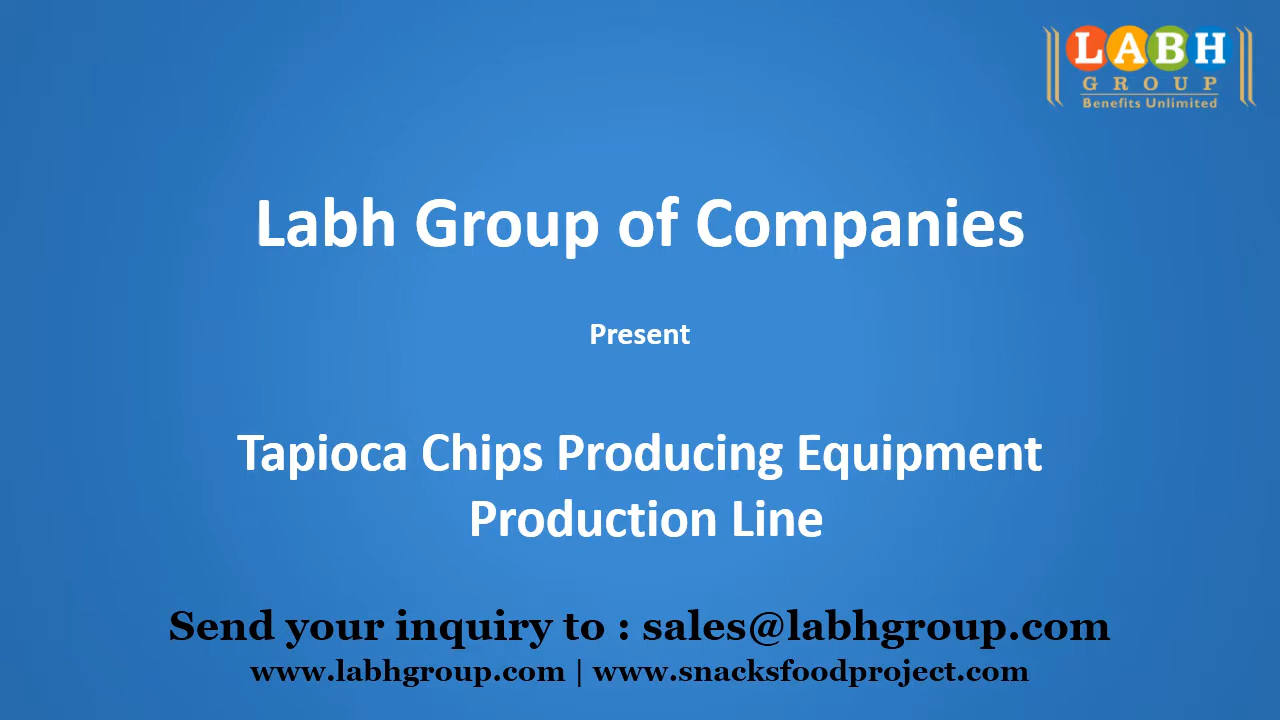 LABH
GROUP
Benefits Unlimited
Labh Group of Companies
Present
Tapioca Chips Producing Equipment
Production Line
Send your inquiry to : sales@labhgroup.com
www.labhgroup.com | www.snacksfoodproject.com